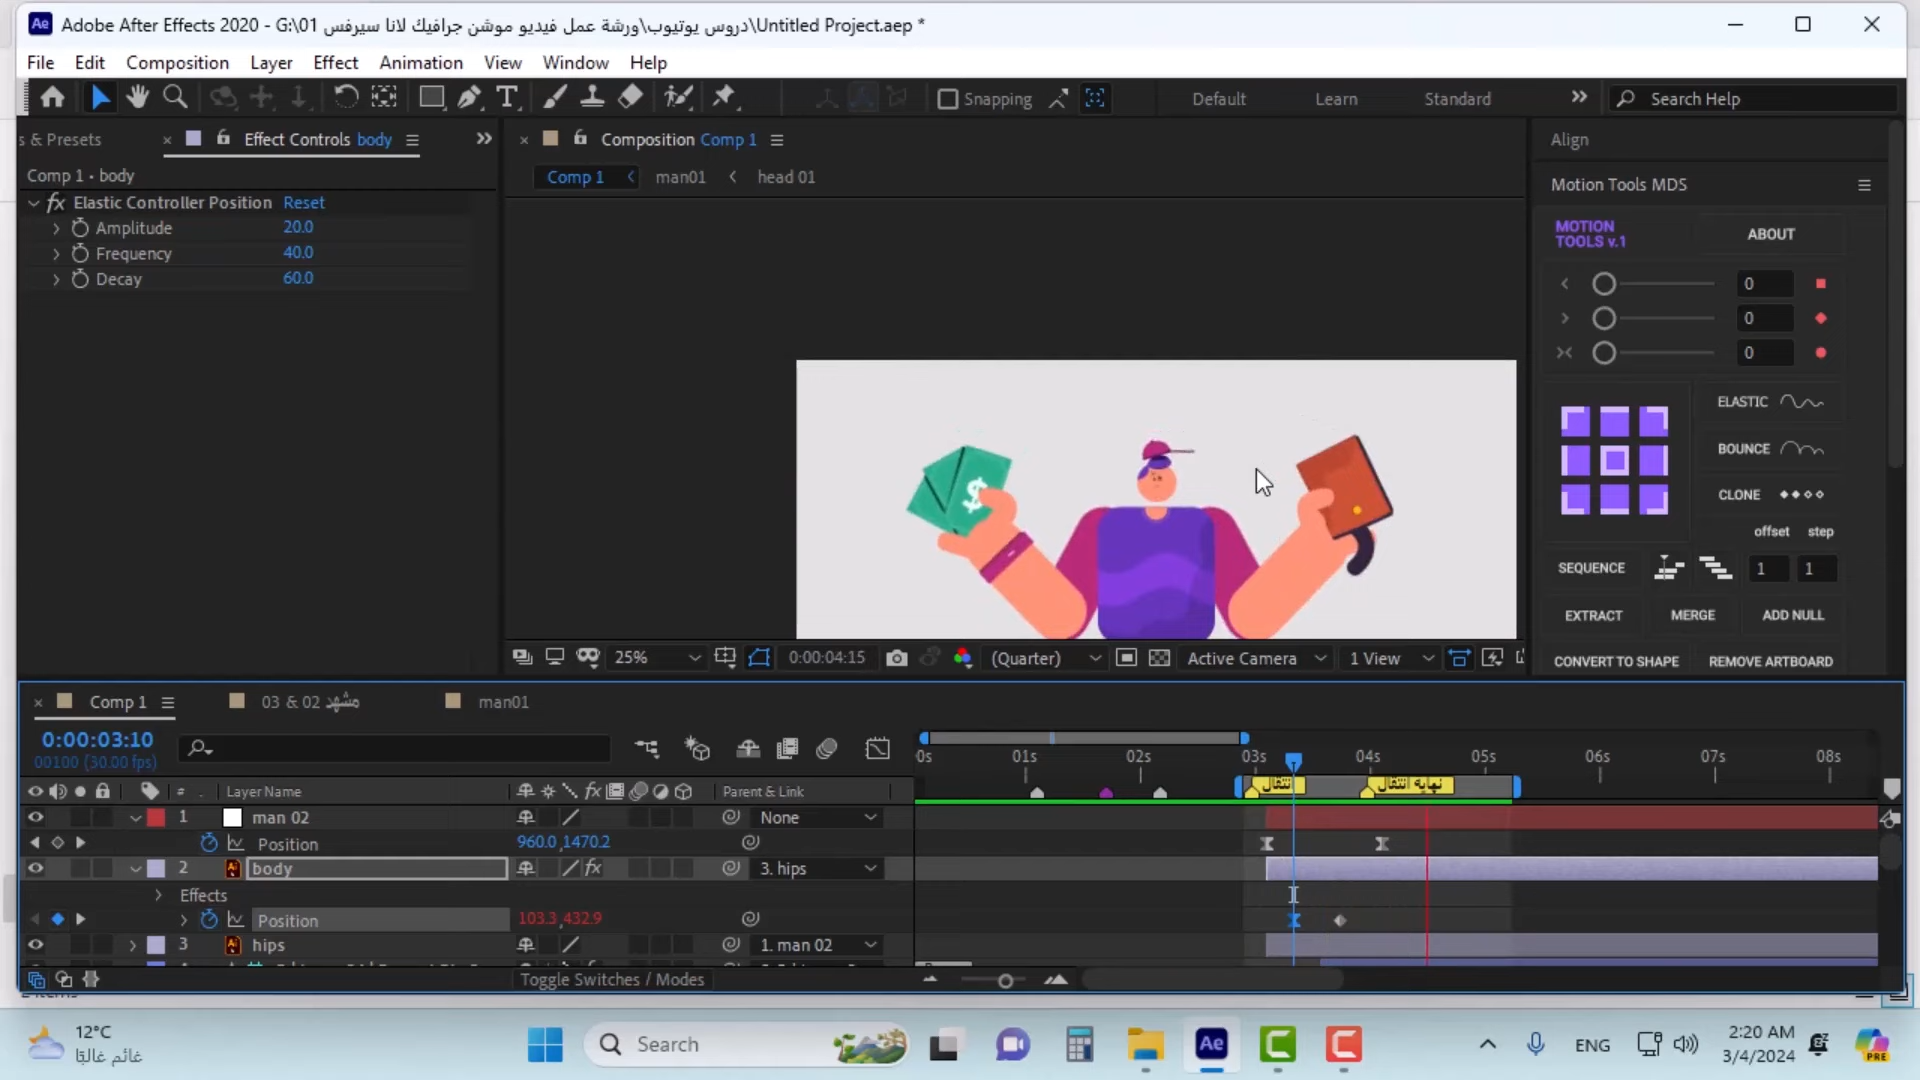 Adobe After Effects 2020 - G:\01 دروس يوتيوب\ورشة عمل فيديو موشن جرافيك لانا سيرفس\Untitled Project.aep *
File Edit Composition Layer Effect Animation View Window Help
Snapping Default Learn Standard Search Help
s & Presets Effect Controls body Composition Comp 1 Align
Comp 1 • body Comp 1 man01 head 01 Motion Tools MDS
fx Elastic Controller Position Reset
Amplitude 20.0
Frequency 40.0
Decay 60.0
MOTION
TOOLS v.1
ABOUT
0
0
0
ELASTIC
BOUNCE
CLONE
offset step
SEQUENCE 1 1
EXTRACT MERGE ADD NULL
CONVERT TO SHAPE REMOVE ARTBOARD
$
25% 0:00:04:15 (Quarter) Active Camera 1 View
Comp 1 مشهد 02 & 03 man01
0:00:03:10
00100 (30.00 fps)
0s 01s 02s 03s 04s 05s 06s 07s 08s
انتقال نهاية انتقال
# Layer Name fx Parent & Link
1 man 02 None
Position 960.0,1470.2
2 body fx 3. hips
Effects
Position 103.3,432.9
3 hips 1. man 02
Toggle Switches / Modes
12°C
غائم غالبًا
Search
Ae
ENG
2:20 AM
3/4/2024
PRE